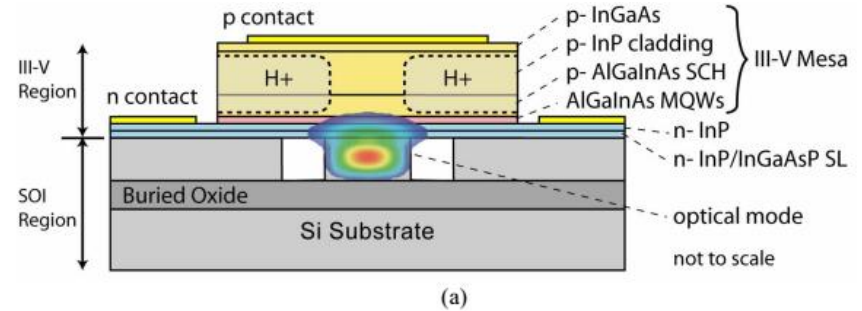 p contact
p- InGaAs
p- InP cladding
p- AlGaInAs SCH
AlGaInAs MQWs
III-V Mesa
III-V
Region
H+
H+
n contact
n- InP
n- InP/InGaAsP SL
SOI
Region
Buried Oxide
Si Substrate
optical mode
not to scale
(a)